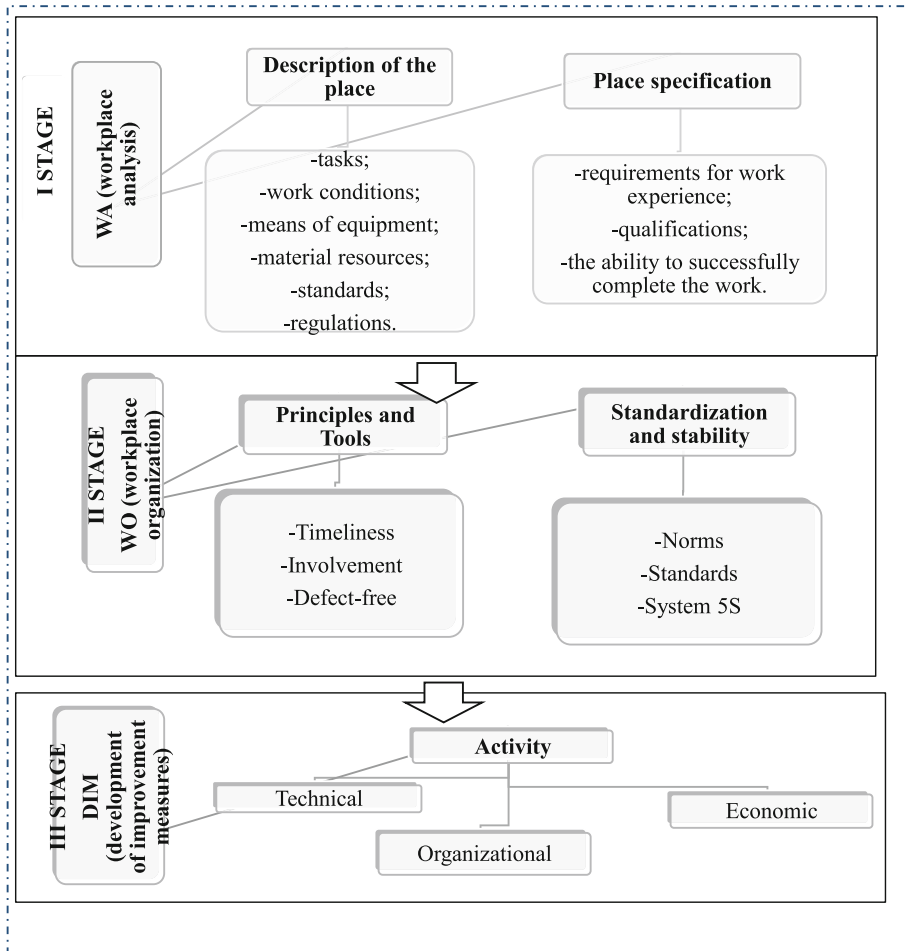 I STAGE
WA (workplace
analysis)
Description of the
place
-tasks;
-work conditions;
-means of equipment;
-material resources;
-standards;
-regulations.
Place specification
-requirements for work
experience;
-qualifications;
-the ability to successfully
complete the work.
II STAGE
WO (workplace
organization)
Principles and
Tools
-Timeliness
-Involvement
-Defect-free
Standardization
and stability
-Norms
-Standards
-System 5S
III STAGE
DIM
(development
of improvement
measures)
Activity
Technical
Organizational
Economic